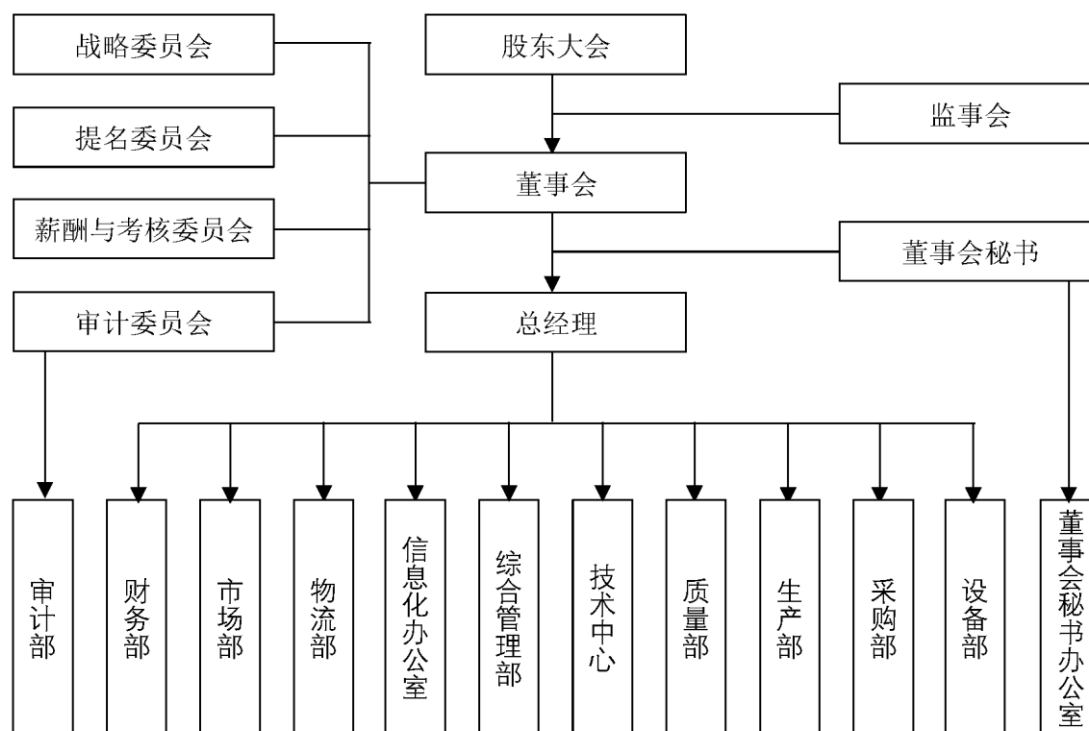 战略委员会
股东大会
提名委员会
监事会
董事会
薪酬与考核委员会
董事会秘书
审计委员会
总经理
审计部
财务部
市场部
物流部
信息化办公室
综合管理部
技术中心
质量部
生产部
采购部
设备部
董事会秘书办公室